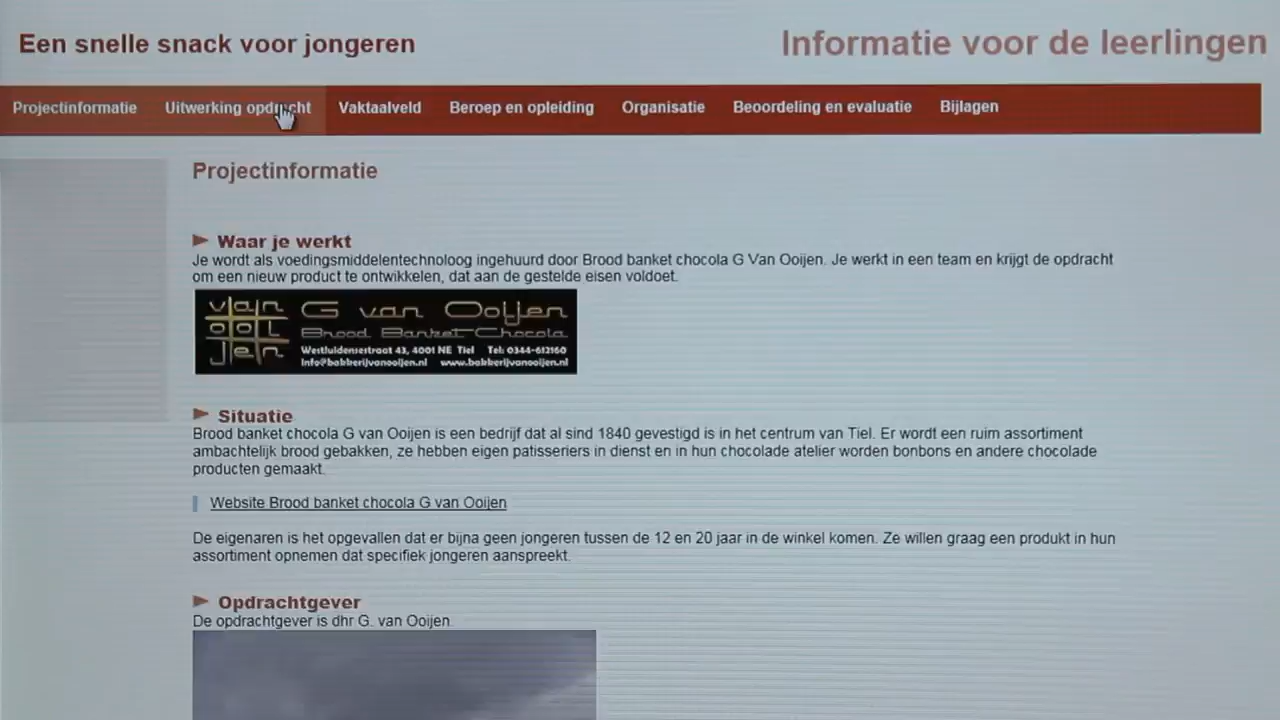 Een snelle snack voor jongeren
Informatie voor de leerlingen
Projectinformatie Uitwerking opdracht Vaktaalveld Beroep en opleiding Organisatie Beoordeling en evaluatie Bijlagen
Projectinformatie
Waar je werkt
Je wordt als voedingsmiddelentechnoloog ingehuurd door Brood banket chocola G Van Ooijen. Je werkt in een team en krijgt de opdracht
om een nieuw product te ontwikkelen, dat aan de gestelde eisen voldoet.
van
ooi
jen
G van Ooijen
Brood Banket Chocola
Westluidensestraat 43, 4001 NE Tiel Tel: 0344-612160
Info@bakkerijvanooijen.nl www.bakkerijvanooijen.nl
Situatie
Brood banket chocola G van Ooijen is een bedrijf dat al sind 1840 gevestigd is in het centrum van Tiel. Er wordt een ruim assortiment
ambachtelijk brood gebakken, ze hebben eigen patisseriers in dienst en in hun chocolade atelier worden bonbons en andere chocolade
producten gemaakt.
Website Brood banket chocola G van Ooijen
De eigenaren is het opgevallen dat er bijna geen jongeren tussen de 12 en 20 jaar in de winkel komen. Ze willen graag een produkt in hun
assortiment opnemen dat specifiek jongeren aanspreekt.
Opdrachtgever
De opdrachtgever is dhr G. van Ooijen.